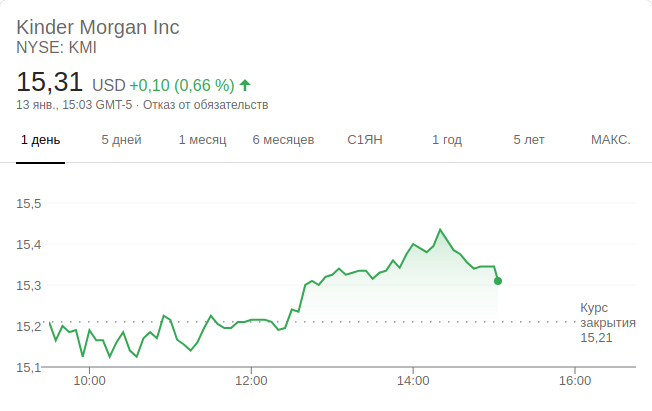 Kinder Morgan Inc
NYSE: KMI
15,31 USD +0,10 (0,66 %)
13 янв., 15:03 GMT-5 · Отказ от обязательств
1 день 5 дней 1 месяц 6 месяцев С1ЯН 1 год 5 лет МАКС.
15,5
15,4
15,3
Курс
закрытия
15,21
15,2
15,1
10:00 12:00 14:00 16:00